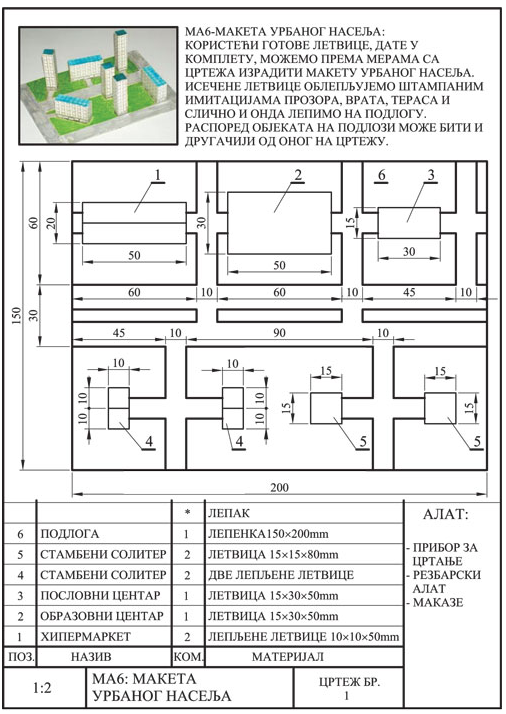 МА6-МАКЕТА УРБАНОГ НАСЕЉА:
КОРИСТЕЋИ ГОТОВЕ ЛЕТВИЦЕ, ДАТЕ У
КОМПЛЕТУ, МОЖЕМО ПРЕМА МЕРАМА СА
ЦРТЕЖА ИЗРАДИТИ МАКЕТУ УРБАНОГ НАСЕЉА.
ИСЕЧЕНЕ ЛЕТВИЦЕ ОБЛЕПЉУЈЕМО ШТАМПАНИМ
ИМИТАЦИЈАМА ПРОЗОРА, ВРАТА, ТЕРАСА И
СЛИЧНО И ОНДА ЛЕПИМО НА ПОДЛОГУ.
РАСПОРЕД ОБЈЕКАТА НА ПОДЛОЗИ МОЖЕ БИТИ И
ДРУГАЧИЈИ ОД ОНОГ НА ЦРТЕЖУ.
1 2 6 3
60 20 30 15
50 50 30
60 10 60 10 45 10
150 30
45 10 90 10
10 10 15 15
10 10 10 10 15 15
4 4 5 5
200
* ЛЕПАК
6 ПОДЛОГА 1 ЛЕПЕНКА150×200mm
5 СТАМБЕНИ СОЛИТЕР 2 ЛЕТВИЦА 15×15×80mm
4 СТАМБЕНИ СОЛИТЕР 2 ДВЕ ЛЕПЉЕНЕ ЛЕТВИЦЕ
3 ПОСЛОВНИ ЦЕНТАР 1 ЛЕТВИЦА 15×30×50mm
2 ОБРАЗОВНИ ЦЕНТАР 1 ЛЕТВИЦА 15×30×50mm
1 ХИПЕРМАРКЕТ 2 ЛЕПЉЕНЕ ЛЕТВИЦЕ 10×10×50mm
ПОЗ. НАЗИВ КОМ. МАТЕРИЈАЛ
АЛАТ:
- ПРИБОР ЗА
ЦРТАЊЕ
- РЕЗБАРСКИ
АЛАТ
- МАКАЗЕ
1:2
МА6: МАКЕТА
УРБАНОГ НАСЕЉА
ЦРТЕЖ БР.
1